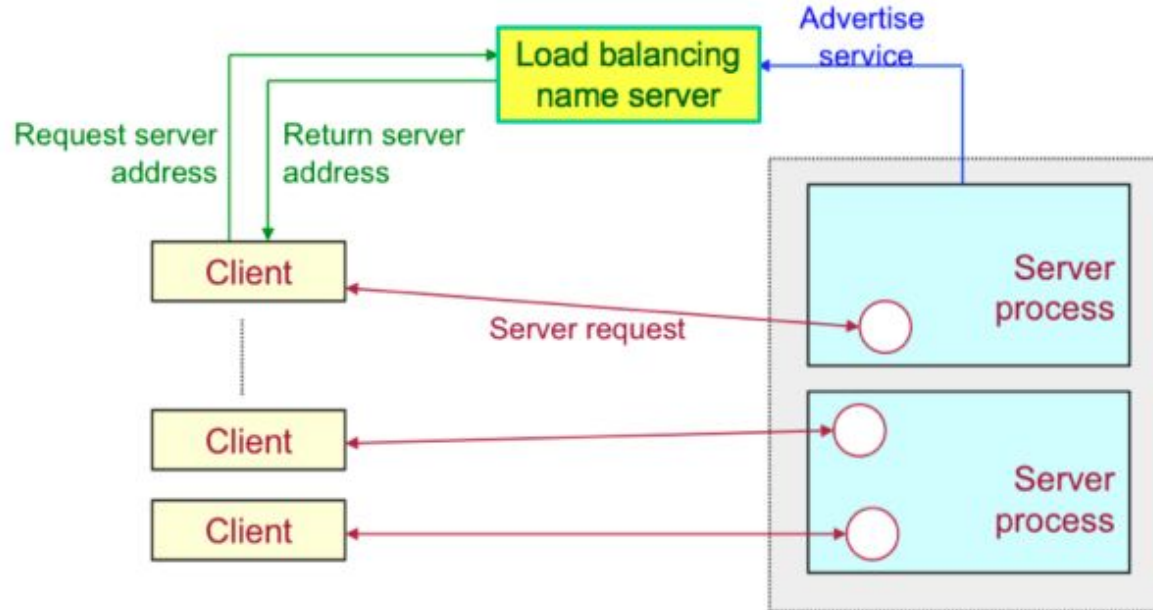 Advertise
service
Load balancing
name server
Request server
address
Return server
address
Client
Server
process
Server request
Client
Client
Server
process